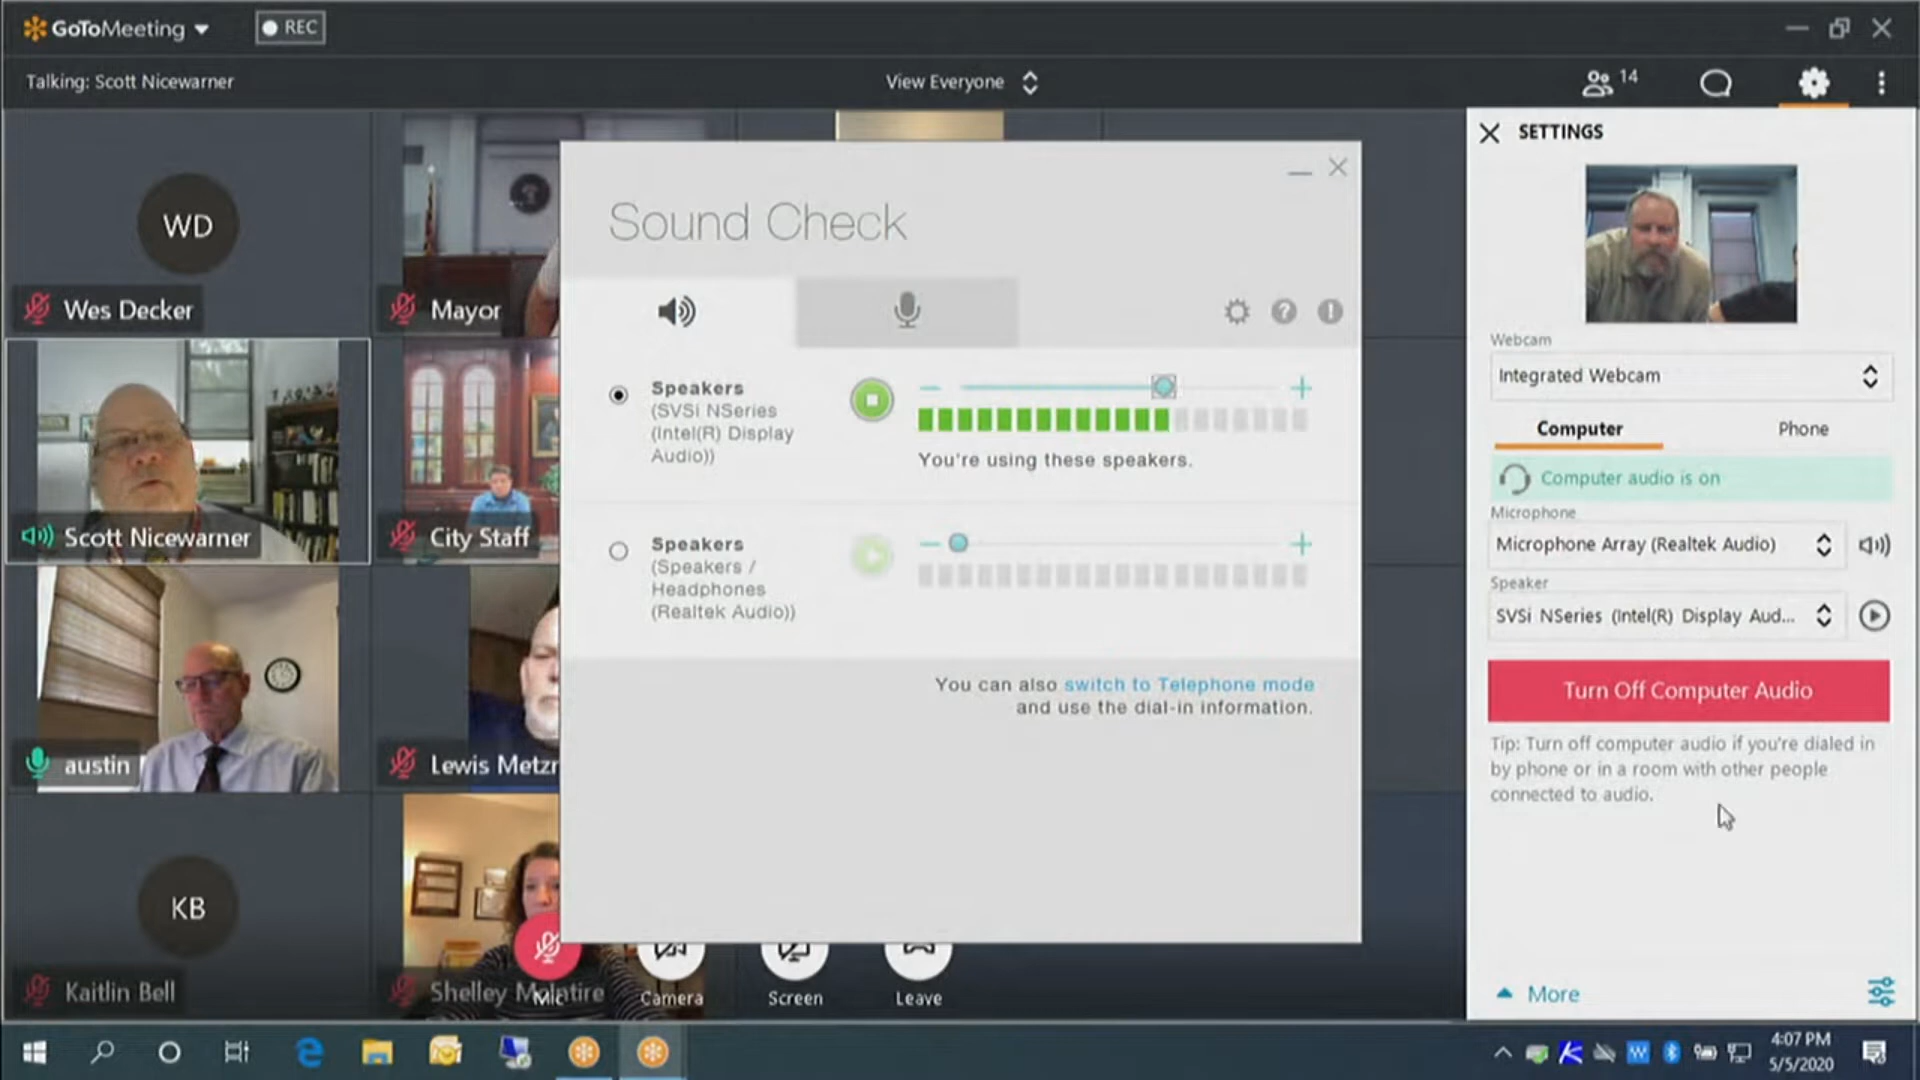 GoToMeeting
REC
Talking: Scott Nicewarner
View Everyone
14
SETTINGS
WD
Wes Decker
Mayor
Sound Check
Webcam
Integrated Webcam
Speakers
(SVSi NSeries
(Intel(R) Display
Audio))
You're using these speakers.
Computer
Phone
Computer audio is on
Microphone
Microphone Array (Realtek Audio)
Scott Nicewarner
City Staff
Speakers
(Speakers /
Headphones
(Realtek Audio))
Speaker
SVSi NSeries (Intel(R) Display Aud...
You can also switch to Telephone mode
and use the dial-in information.
Turn Off Computer Audio
Tip: Turn off computer audio if you're dialed in
by phone or in a room with other people
connected to audio.
austin
Lewis Metzr
KB
Kaitlin Bell
Shelley McIntire
Mic
Camera
Screen
Leave
More
4:07 PM
5/5/2020